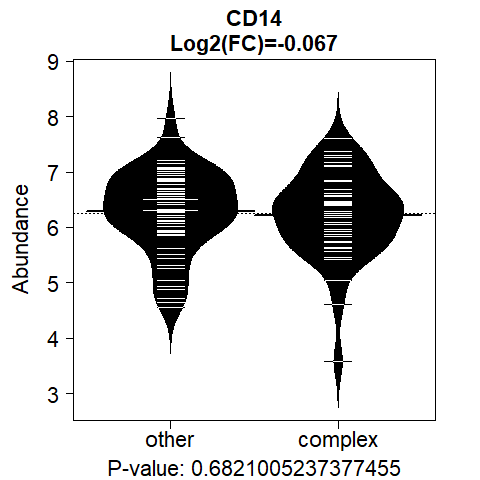 CD14
Log2(FC)=-0.067
9
8
7
6
5
4
3
Abundance
other complex
P-value: 0.6821005237377455